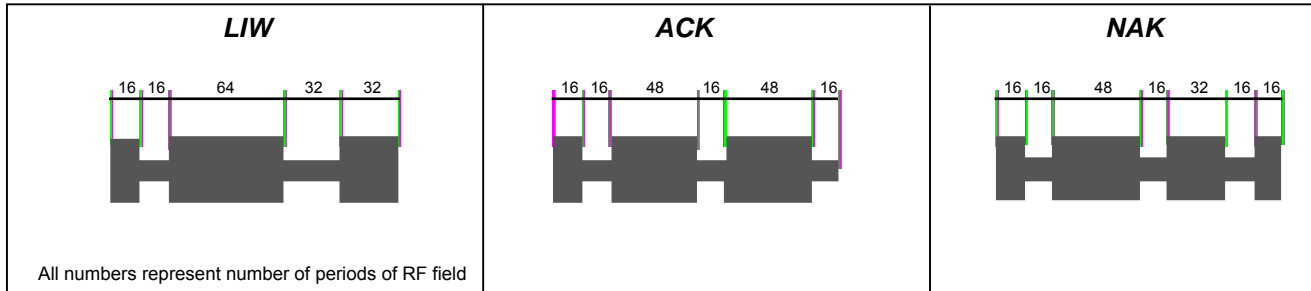 LIW
16 16 64 32 32
All numbers represent number of periods of RF field
ACK
16 16 48 16 48 16
NAK
16 16 48 16 32 16 16